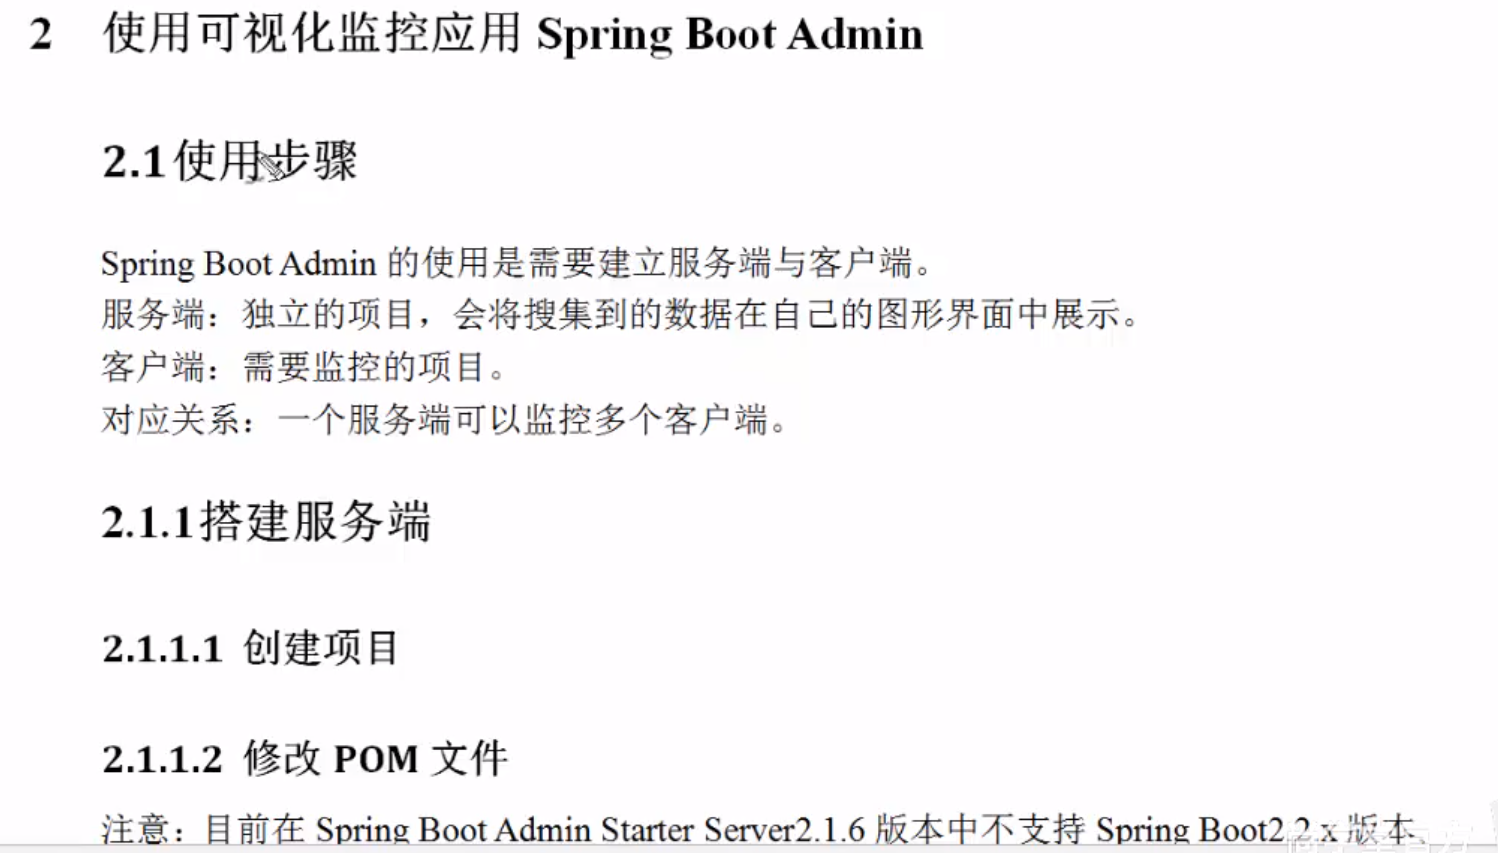 2 使用可视化监控应用 Spring Boot Admin
2.1使用步骤
Spring Boot Admin 的使用是需要建立服务端与客户端。
服务端：独立的项目，会将搜集到的数据在自己的图形界面中展示。
客户端：需要监控的项目。
对应关系：一个服务端可以监控多个客户端。
2.1.1搭建服务端
2.1.1.1 创建项目
2.1.1.2 修改 POM 文件
注意：目前在 Spring Boot Admin Starter Server2.1.6 版本中不支持 Spring Boot2.2.x 版本